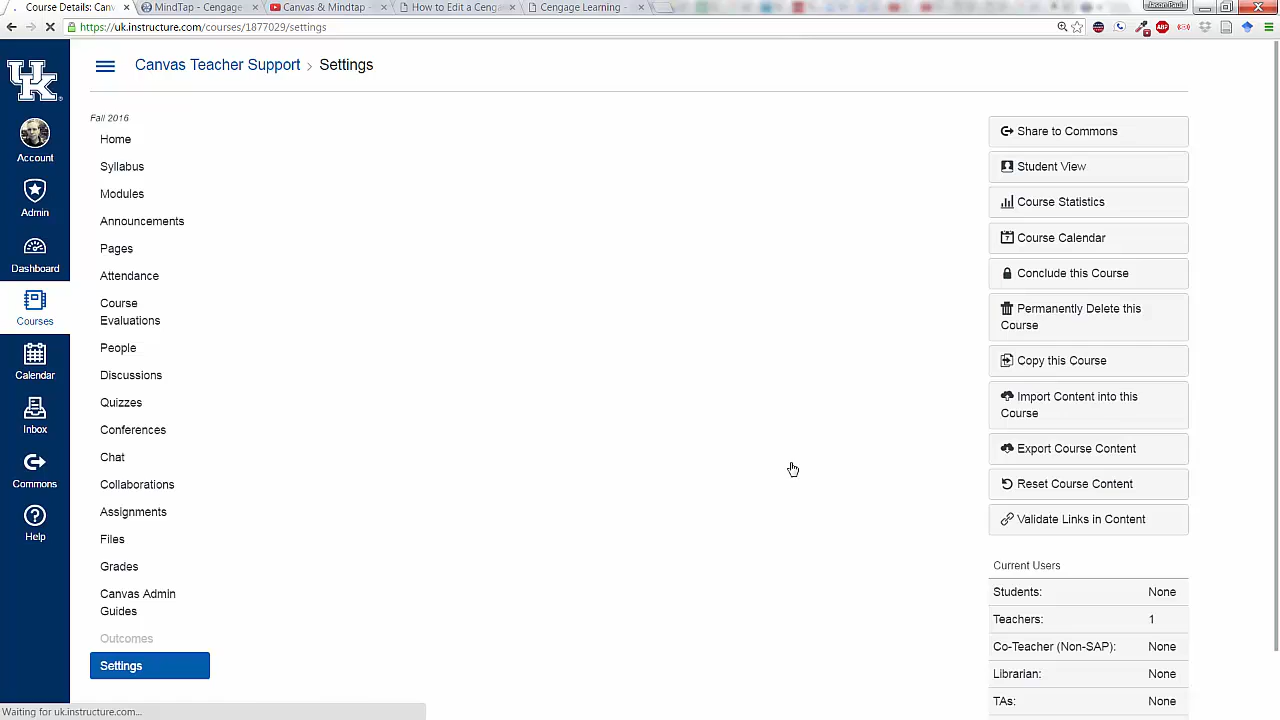 Course Details: Can
MindTap - Cengage
Canvas & Mindtap -
How to Edit a Ceng
Cengage Learning -
Jason Paul
https://uk.instructure.com/courses/1877029/settings
UK
Canvas Teacher Support > Settings
Account
Admin
Dashboard
Courses
Calendar
Inbox
Commons
Help
Fall 2016
Home
Syllabus
Modules
Announcements
Pages
Attendance
Course
Evaluations
People
Discussions
Quizzes
Conferences
Chat
Collaborations
Assignments
Files
Grades
Canvas Admin
Guides
Outcomes
Settings
Share to Commons
Student View
Course Statistics
Course Calendar
Conclude this Course
Permanently Delete this
Course
Copy this Course
Import Content into this
Course
Export Course Content
Reset Course Content
Validate Links in Content
Current Users
Students: None
Teachers: 1
Co-Teacher (Non-SAP): None
Librarian: None
TAs: None
Waiting for uk.instructure.com...